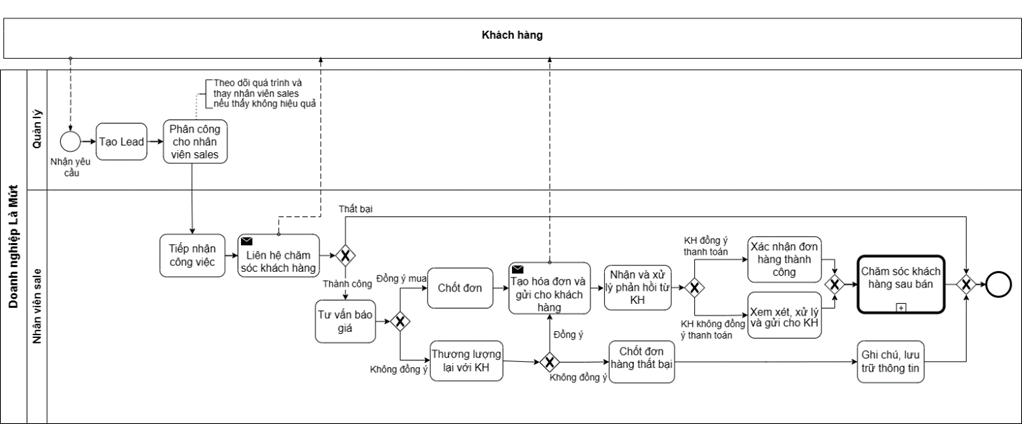 Khách hàng
Doanh nghiệp Là Mứt
Quản lý
Nhân viên sale
Theo dõi quá trình và
thay nhân viên sales
nếu thấy không hiệu quả
Nhận yêu
cầu
Tạo Lead
Phân công
cho nhân
viên sales
Tiếp nhận
công việc
Liên hệ chăm
sóc khách hàng
Thất bại
Thành công
Tư vấn báo
giá
Đồng ý mua
Không đồng ý
Chốt đơn
Thương lượng
lại với KH
Tạo hóa đơn và
gửi cho khách
hàng
Đồng ý
Không đồng ý
Nhận và xử
lý phản hồi từ
KH
Chốt đơn
hàng thất bại
KH đồng ý
thanh toán
KH không đồng
ý thanh toán
Xác nhận đơn
hàng thành
công
Xem xét, xử lý
và gửi cho KH
Chăm sóc khách
hàng sau bán
Ghi chú, lưu
trữ thông tin